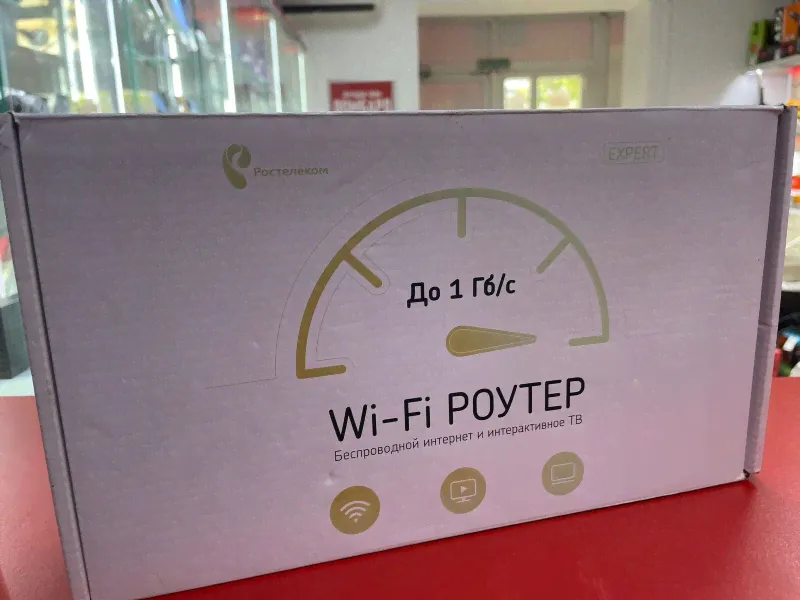 Ростелеком
EXPERT
До 1 Гб/с
Wi-Fi РОУТЕР
Беспроводной интернет и интерактивное ТВ